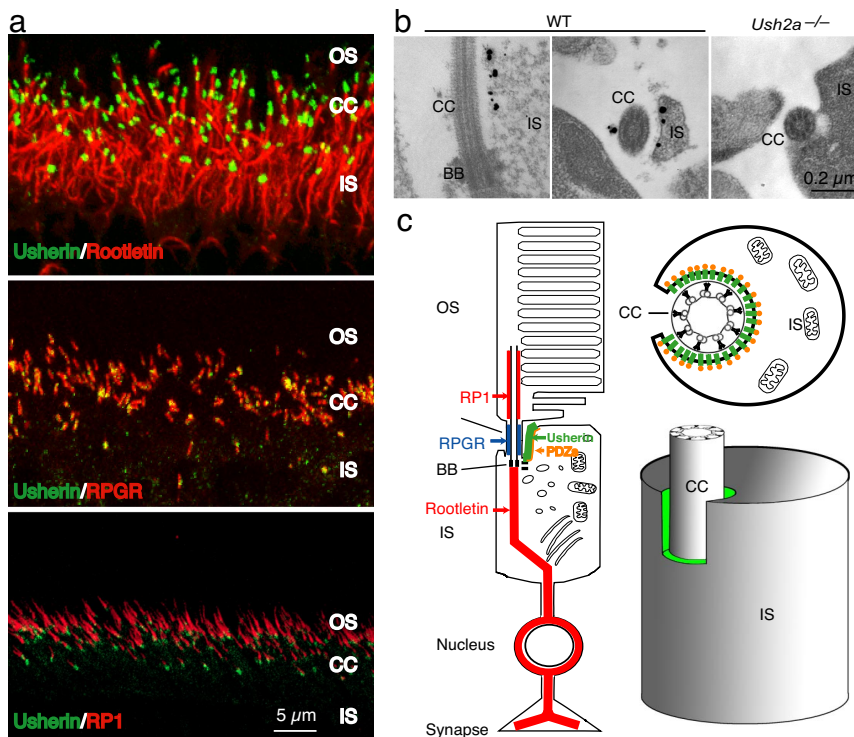 a
OS
CC
IS
Usherin/Rootletin
OS
CC
IS
Usherin/RPGR
OS
CC
IS
Usherin/RP1
5 μm
b
WT
Ush2a–/–
CC
IS
BB
CC
IS
IS
CC
0.2 μm
c
OS
RP1
RPGR
Usherin
PDZs
BB
Rootletin
IS
Nucleus
Synapse
CC
IS
CC
IS